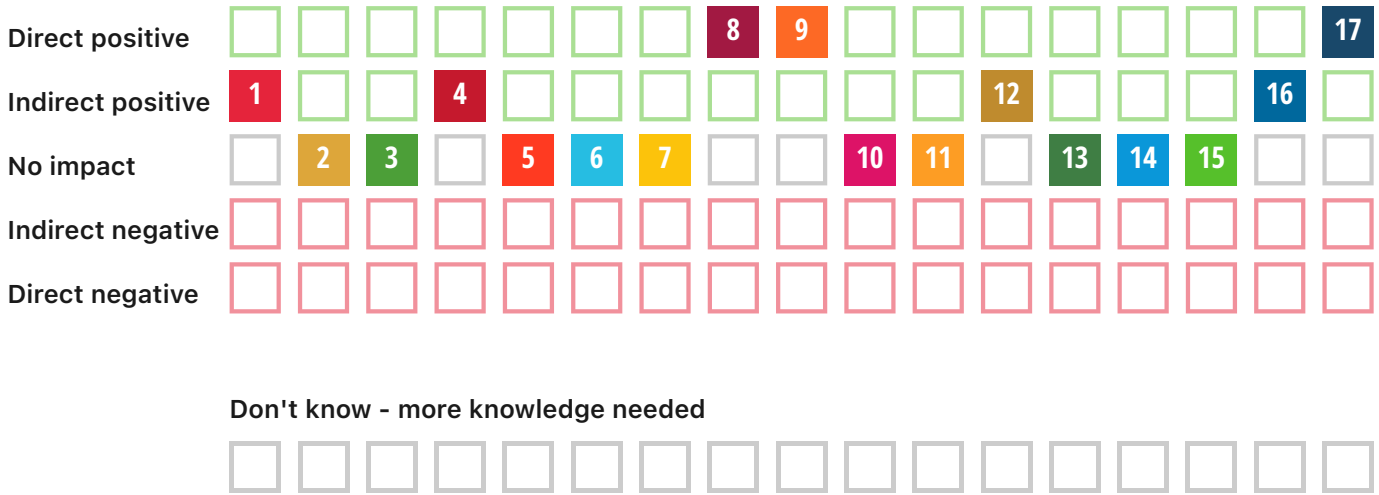 Direct positive 8 9 17
Indirect positive 1 4 12 16
No impact 2 3 5 6 7 10 11 13 14 15
Indirect negative
Direct negative
Don't know - more knowledge needed